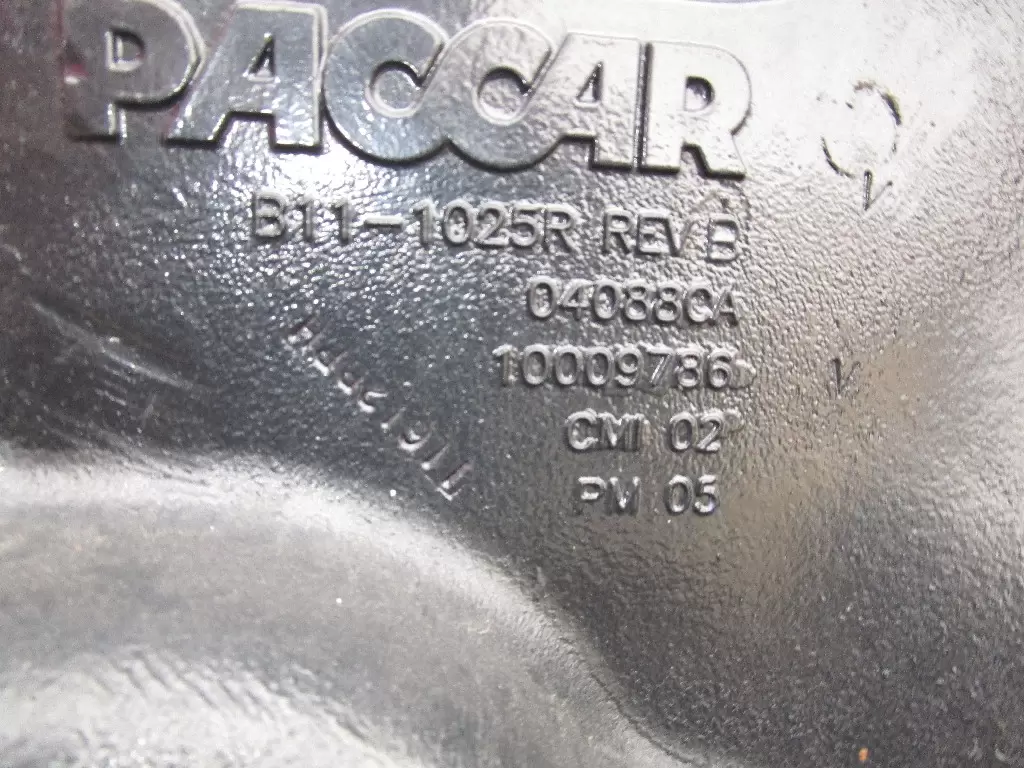 PACCAR
B11-1025R REV B
04088CA
10009786
CMI 02
PM 05